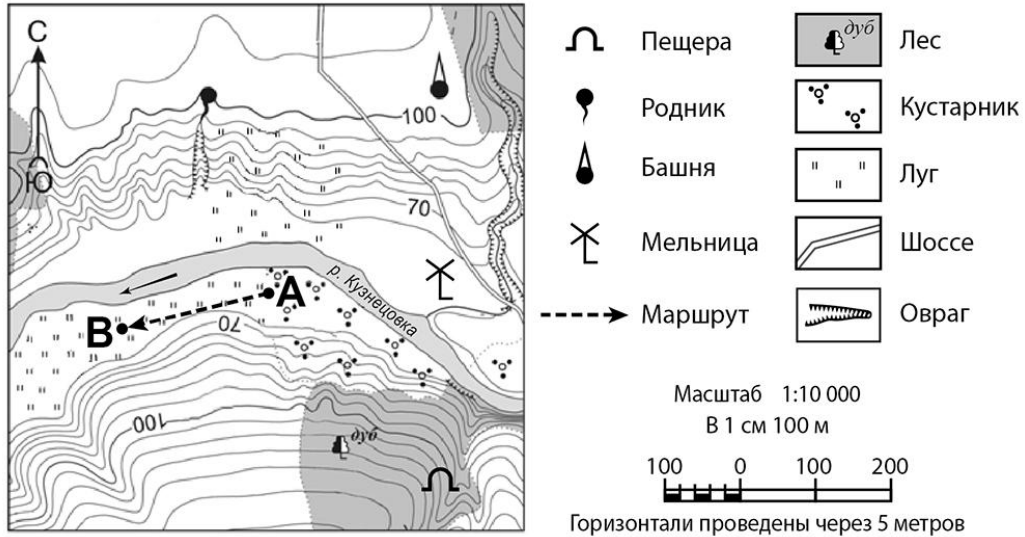 С
Ю
100
70
р. Кузнецовка
А
В
70
100
дуб
Пещера
Родник
Башня
Мельница
Маршрут
дуб
Лес
Кустарник
Луг
Шоссе
Овраг
Масштаб 1:10 000
В 1 см 100 м
100 0 100 200
Горизонтали проведены через 5 метров